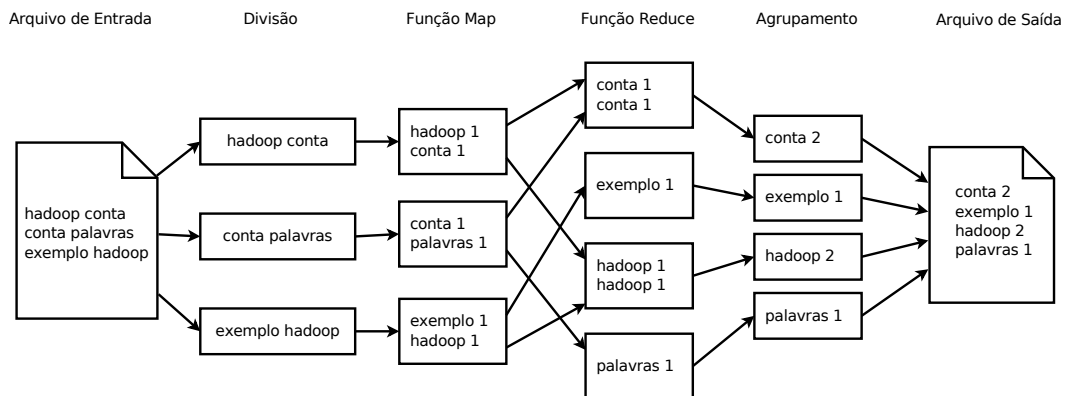 Arquivo de Entrada
Divisão
Função Map
Função Reduce
Agrupamento
Arquivo de Saída
hadoop conta
conta palavras
exemplo hadoop
hadoop conta
conta palavras
exemplo hadoop
hadoop 1
conta 1
conta 1
palavras 1
exemplo 1
hadoop 1
conta 1
conta 1
exemplo 1
hadoop 1
hadoop 1
palavras 1
conta 2
exemplo 1
hadoop 2
palavras 1
conta 2
exemplo 1
hadoop 2
palavras 1